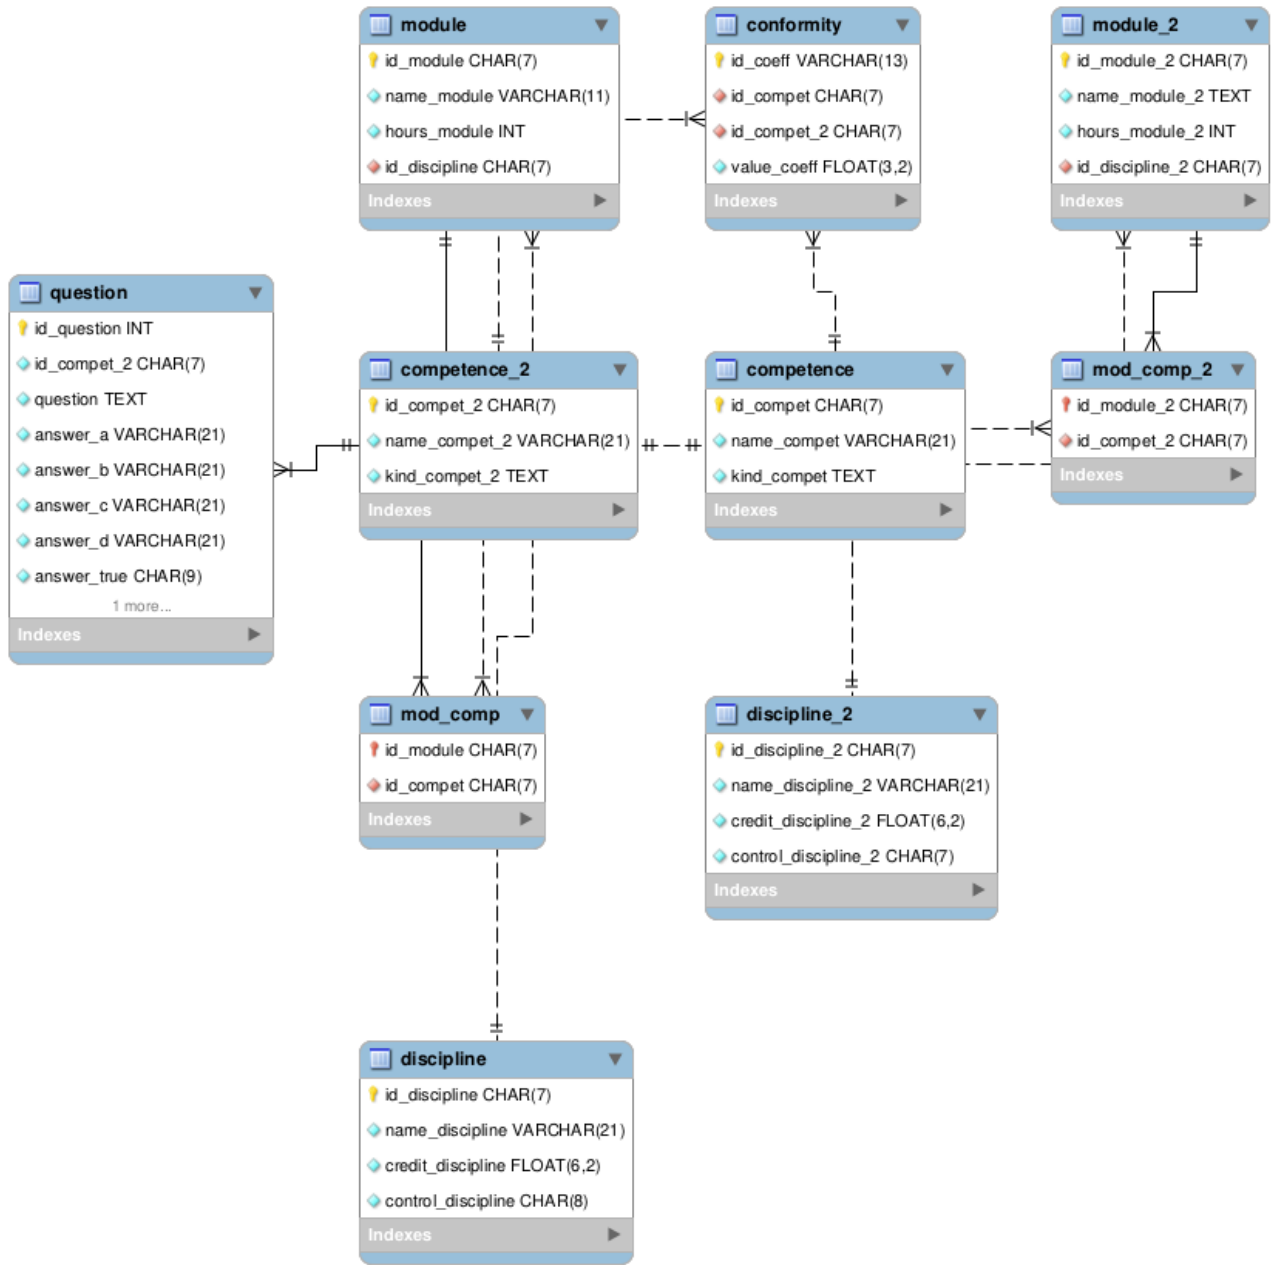 module
id_module CHAR(7)
name_module VARCHAR(11)
hours_module INT
id_discipline CHAR(7)
Indexes
conformity
id_coeff VARCHAR(13)
id_compet CHAR(7)
id_compet_2 CHAR(7)
value_coeff FLOAT(3,2)
Indexes
module_2
id_module_2 CHAR(7)
name_module_2 TEXT
hours_module_2 INT
id_discipline_2 CHAR(7)
Indexes
question
id_question INT
id_compet_2 CHAR(7)
question TEXT
answer_a VARCHAR(21)
answer_b VARCHAR(21)
answer_c VARCHAR(21)
answer_d VARCHAR(21)
answer_true CHAR(9)
1 more...
Indexes
competence_2
id_compet_2 CHAR(7)
name_compet_2 VARCHAR(21)
kind_compet_2 TEXT
Indexes
competence
id_compet CHAR(7)
name_compet VARCHAR(21)
kind_compet TEXT
Indexes
mod_comp_2
id_module_2 CHAR(7)
id_compet_2 CHAR(7)
Indexes
mod_comp
id_module CHAR(7)
id_compet CHAR(7)
Indexes
discipline_2
id_discipline_2 CHAR(7)
name_discipline_2 VARCHAR(21)
credit_discipline_2 FLOAT(6,2)
control_discipline_2 CHAR(7)
Indexes
discipline
id_discipline CHAR(7)
name_discipline VARCHAR(21)
credit_discipline FLOAT(6,2)
control_discipline CHAR(8)
Indexes